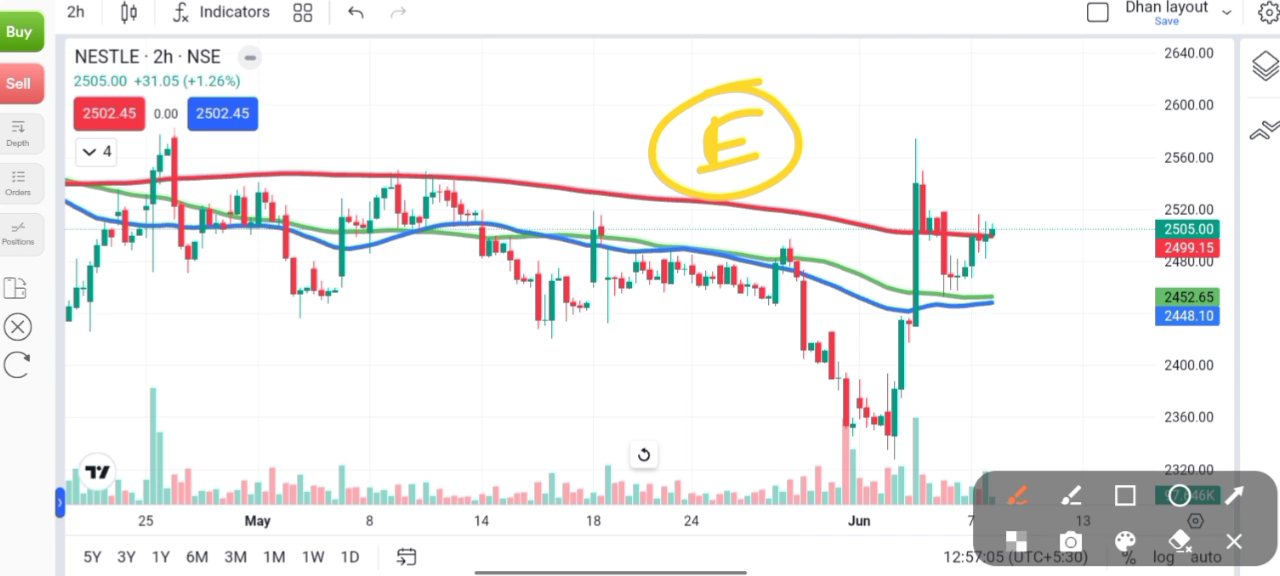 2h Indicators Dhan layout
Save
Buy
Sell
Depth
Orders
Positions
NESTLE · 2h · NSE
2505.00 +31.05 (+1.26%)
2502.45 0.00 2502.45
4
E
2640.00
2600.00
2560.00
2520.00
2505.00
2499.15
2480.00
2452.65
2448.10
2400.00
2360.00
2320.00
25 May 8 14 18 24 Jun 7 13
5Y 3Y 1Y 6M 3M 1M 1W 1D 12:57:05 (UTC+5:30) % log auto